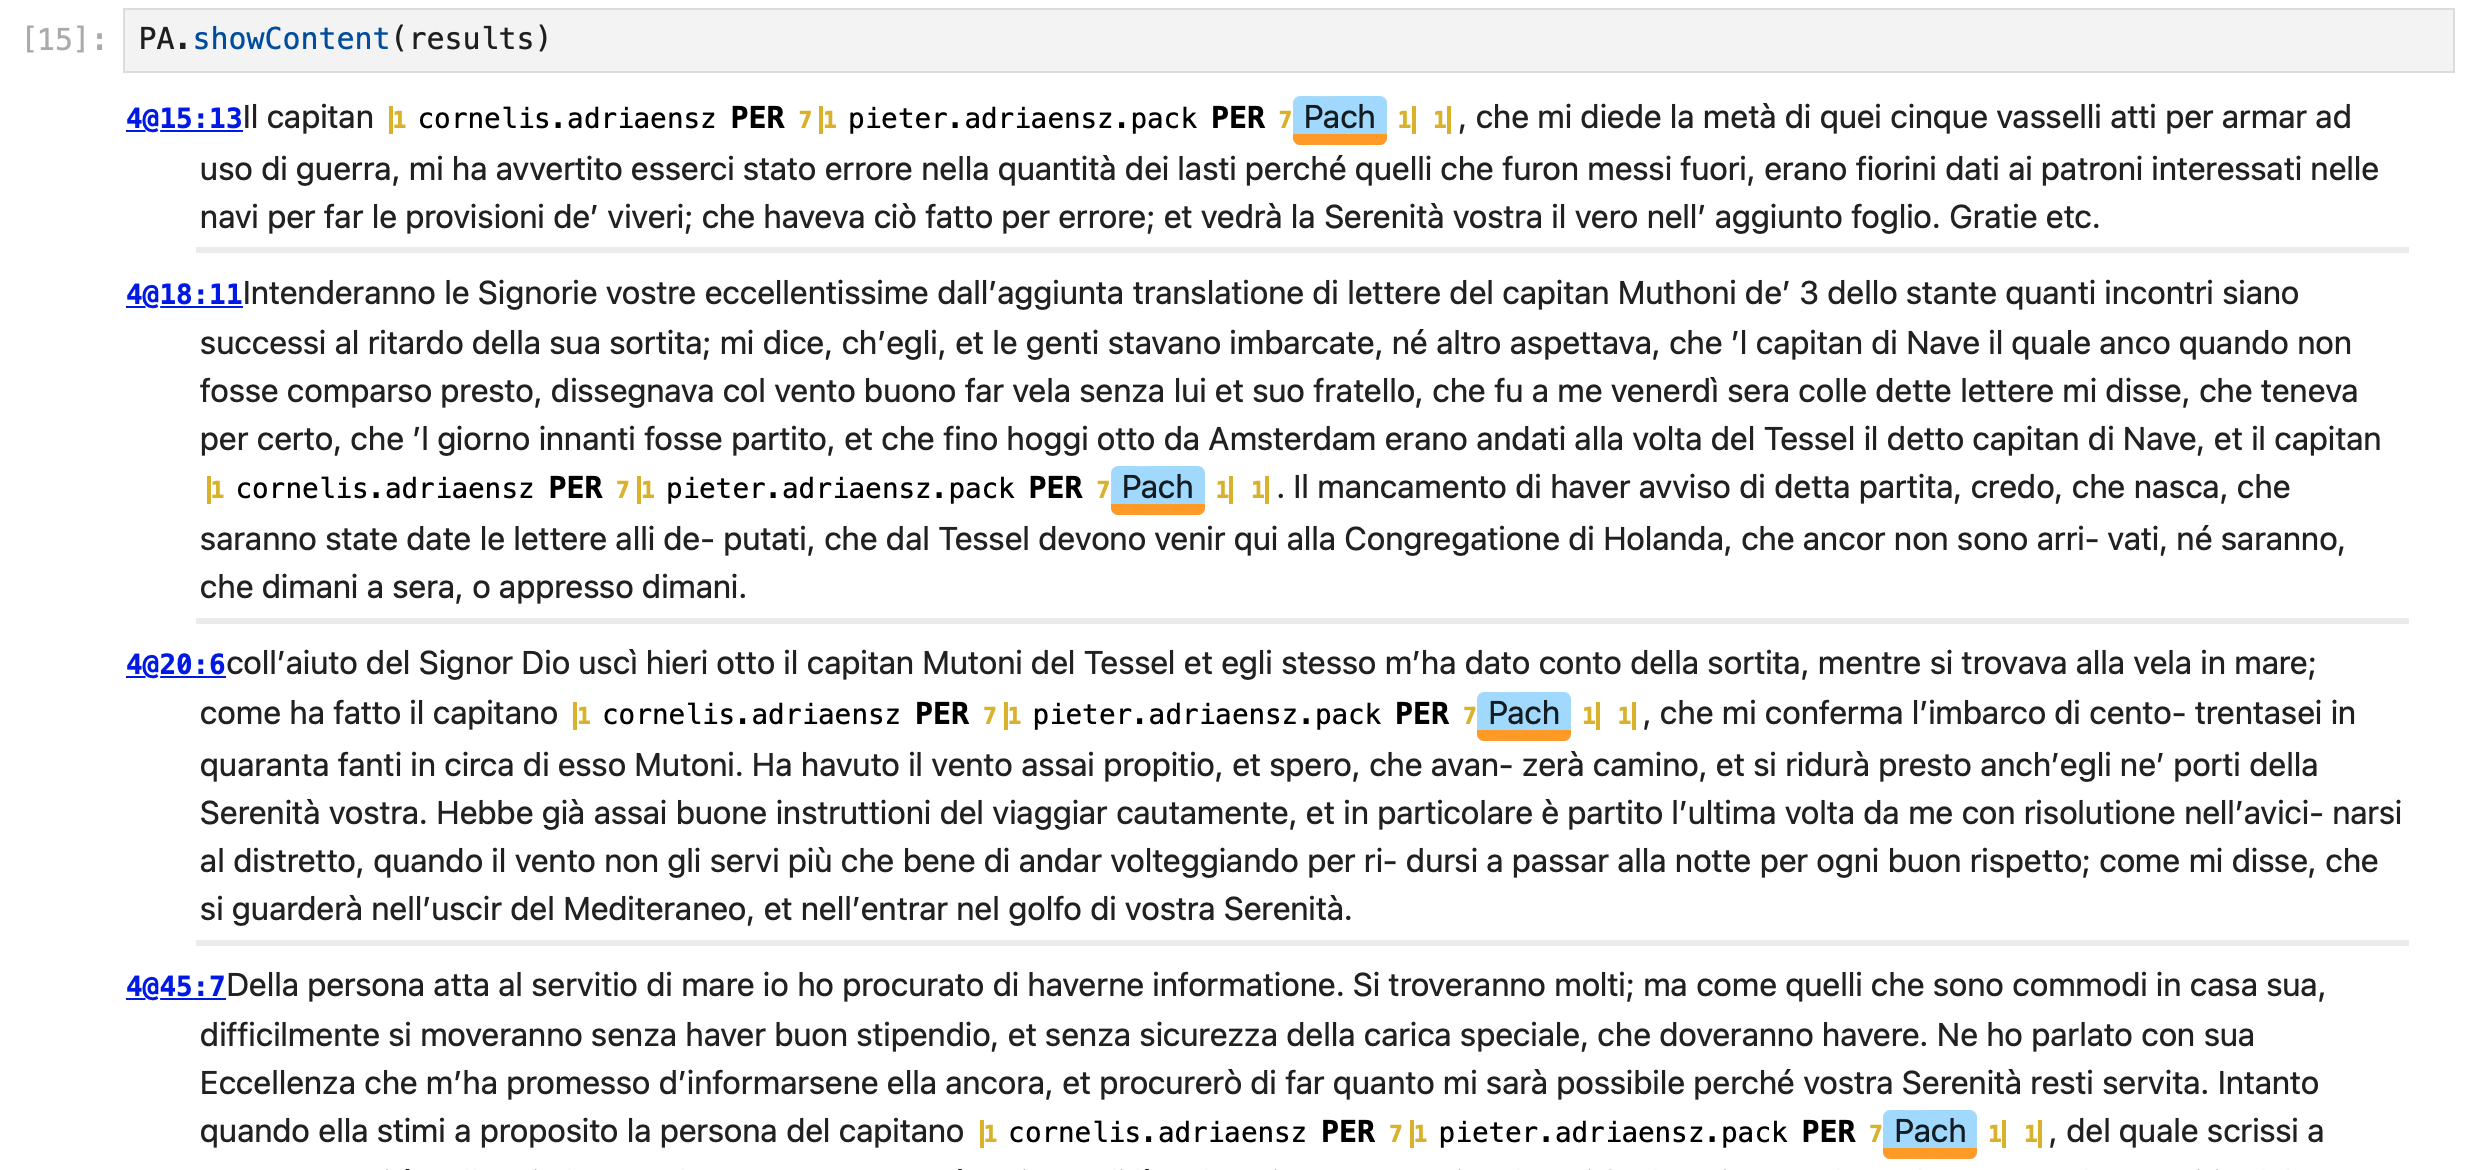 [15]: PA.showContent(results)
4@15:13Il capitan |1 cornelis.adriaensz PER 7|1 pieter.adriaensz.pack PER 7 Pach 1| 1|, che mi diede la metà di quei cinque vasselli atti per armar ad
uso di guerra, mi ha avvertito esserci stato errore nella quantità dei lasti perché quelli che furon messi fuori, erano fiorini dati ai patroni interessati nelle
navi per far le provisioni de’ viveri; che haveva ciò fatto per errore; et vedrà la Serenità vostra il vero nell’ aggiunto foglio. Gratie etc.
4@18:11Intenderanno le Signorie vostre eccellentissime dall’aggiunta translatione di lettere del capitan Muthoni de’ 3 dello stante quanti incontri siano
successi al ritardo della sua sortita; mi dice, ch’egli, et le genti stavano imbarcate, né altro aspettava, che ’l capitan di Nave il quale anco quando non
fosse comparso presto, dissegnava col vento buono far vela senza lui et suo fratello, che fu a me venerdì sera colle dette lettere mi disse, che teneva
per certo, che ’l giorno innanti fosse partito, et che fino hoggi otto da Amsterdam erano andati alla volta del Tessel il detto capitan di Nave, et il capitan
|1 cornelis.adriaensz PER 7|1 pieter.adriaensz.pack PER 7 Pach 1| 1|. Il mancamento di haver avviso di detta partita, credo, che nasca, che
saranno state date le lettere alli de- putati, che dal Tessel devono venir qui alla Congregatione di Holanda, che ancor non sono arri- vati, né saranno,
che dimani a sera, o appresso dimani.
4@20:6coll’aiuto del Signor Dio uscì hieri otto il capitan Mutoni del Tessel et egli stesso m’ha dato conto della sortita, mentre si trovava alla vela in mare;
come ha fatto il capitano |1 cornelis.adriaensz PER 7|1 pieter.adriaensz.pack PER 7 Pach 1| 1|, che mi conferma l’imbarco di cento- trentasei in
quaranta fanti in circa di esso Mutoni. Ha havuto il vento assai propitio, et spero, che avan- zerà camino, et si ridurà presto anch’egli ne’ porti della
Serenità vostra. Hebbe già assai buone instruttioni del viaggiar cautamente, et in particolare è partito l’ultima volta da me con risolutione nell’avici- narsi
al distretto, quando il vento non gli servi più che bene di andar volteggiando per ri- dursi a passar alla notte per ogni buon rispetto; come mi disse, che
si guarderà nell’uscir del Mediteraneo, et nell’entrar nel golfo di vostra Serenità.
4@45:7Della persona atta al servitio di mare io ho procurato di haverne informatione. Si troveranno molti; ma come quelli che sono commodi in casa sua,
difficilmente si moveranno senza haver buon stipendio, et senza sicurezza della carica speciale, che doveranno havere. Ne ho parlato con sua
Eccellenza che m’ha promesso d’informarsene ella ancora, et procurerò di far quanto mi sarà possibile perché vostra Serenità resti servita. Intanto
quando ella stimi a proposito la persona del capitano |1 cornelis.adriaensz PER 7|1 pieter.adriaensz.pack PER 7 Pach 1| 1|, del quale scrissi a